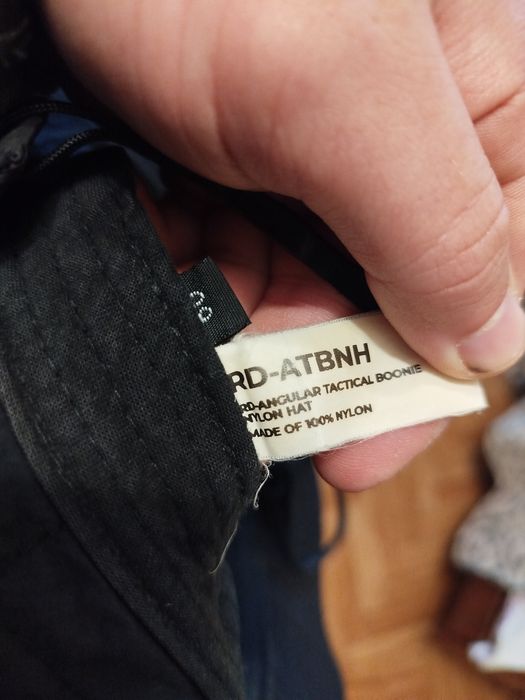 RD-ATBNH
RD-ANGULAR TACTICAL BOONIE
NYLON HAT
MADE OF 100% NYLON